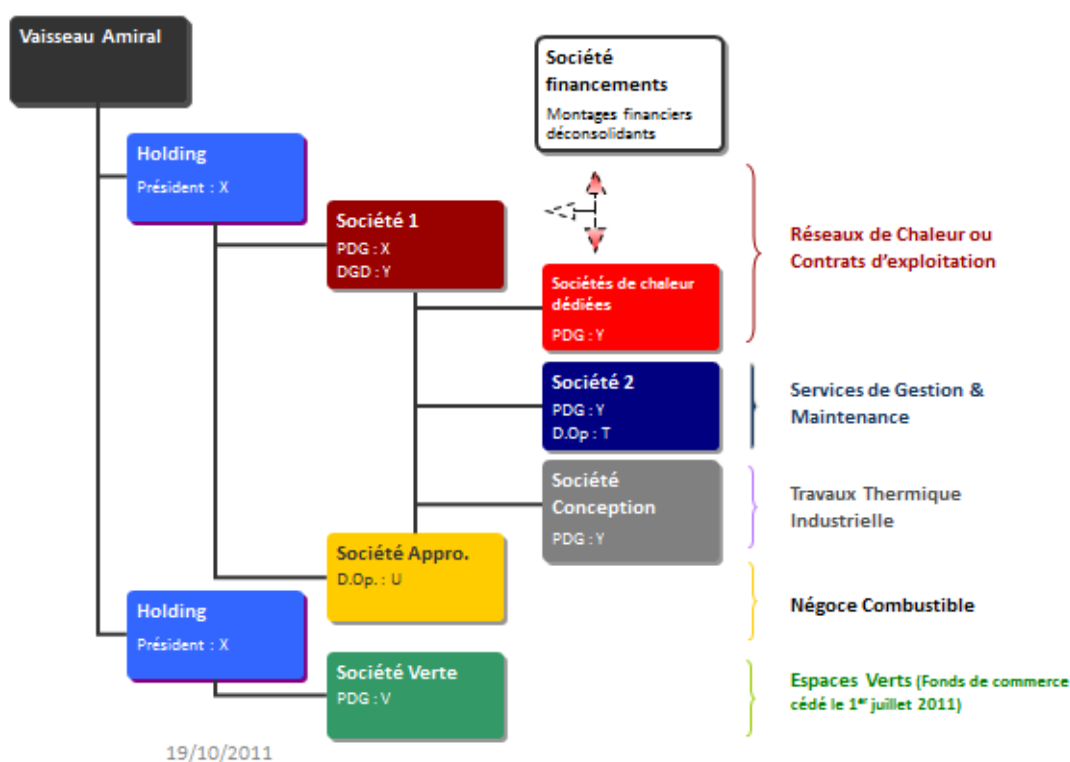 Vaisseau Amiral
Société
financements
Montages financiers
déconsolidants
Holding
Président : X
Société 1
PDG : X
DGD : Y
Réseaux de Chaleur ou
Contrats d'exploitation
Sociétés de chaleur
dédiées
PDG : Y
Société 2
PDG : Y
D.Op : T
Services de Gestion &
Maintenance
Société
Conception
PDG : Y
Travaux Thermique
Industrielle
Société Appro.
D.Op. : U
Négoce Combustible
Holding
Président : X
Société Verte
PDG : V
Espaces Verts (Fonds de commerce
cédé le 1er juillet 2011)
19/10/2011